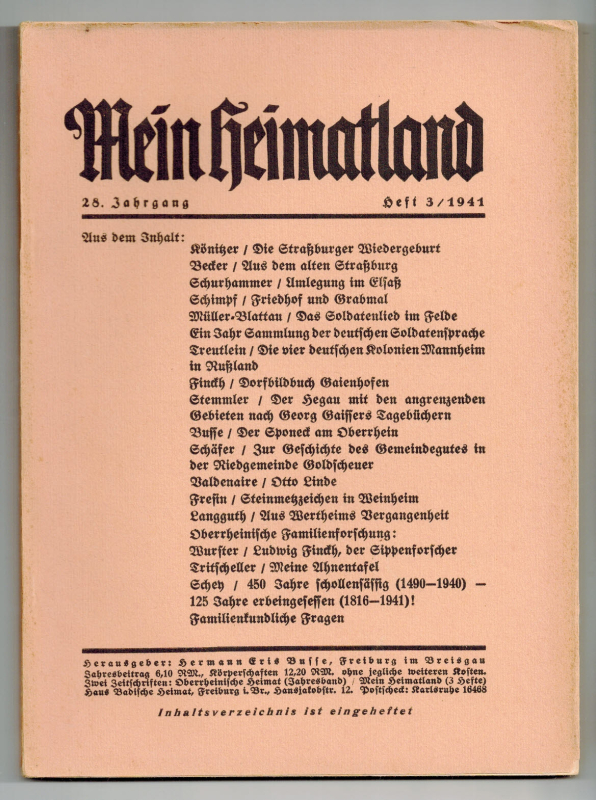 Mein Heimatland
28. Jahrgang Heft 3/1941
Aus dem Inhalt:
Könitzer / Die Straßburger Wiedergeburt
Becker / Aus dem alten Straßburg
Schurhammer / Umlegung im Elsaß
Schimpf / Friedhof und Grabmal
Müller-Blattau / Das Soldatenlied im Felde
Ein Jahr Sammlung der deutschen Soldatensprache
Treutlein / Die vier deutschen Kolonien Mannheim
in Rußland
Finckh / Dorfbildbuch Gaienhofen
Stemmler / Der Hegau mit den angrenzenden
Gebieten nach Georg Gaissers Tagebüchern
Busse / Der Sponeck am Oberrhein
Schäfer / Zur Geschichte des Gemeindegutes in
der Riedgemeinde Goldscheuer
Valdenaire / Otto Linde
Fresin / Steinmetzzeichen in Weinheim
Langguth / Aus Wertheims Vergangenheit
Oberrheinische Familienforschung:
Wurster / Ludwig Finckh, der Sippenforscher
Tritscheller / Meine Ahnentafel
Schey / 450 Jahre schollensässig (1490—1940) —
125 Jahre erbeingesessen (1816—1941)!
Familienkundliche Fragen
Herausgeber: Hermann Eris Busse, Freiburg im Breisgau
Jahresbeitrag 6,10 RM., Körperschaften 12,20 RM. ohne jegliche weiteren Kosten.
Zwei Zeitschriften: Oberrheinische Heimat (Jahresband) / Mein Heimatland (3 Hefte)
Haus Badische Heimat, Freiburg i. Br., Hansjakobstr. 12. Postscheck: Karlsruhe 16468
Inhaltsverzeichnis ist eingeheftet